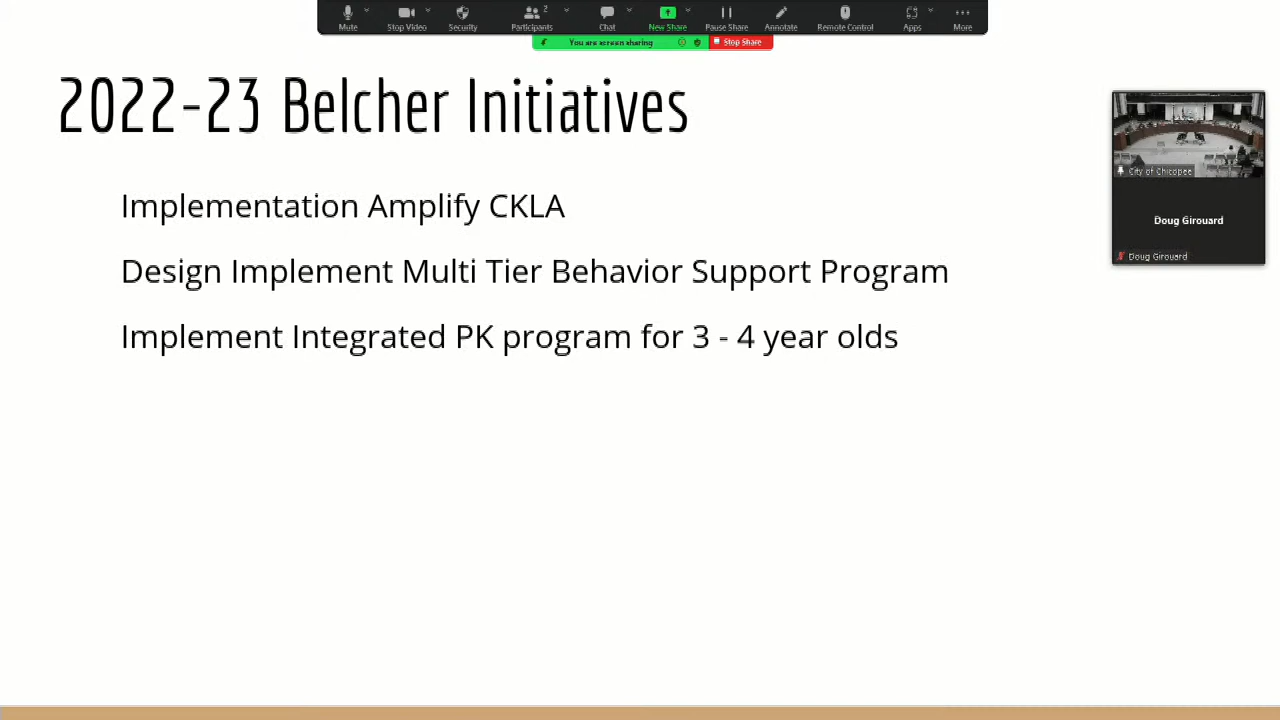 Mute
Stop Video
Security
Participants
2
Chat
New Share
Pause Share
Annotate
Remote Control
Apps
More
You are screen sharing
Stop Share
2022-23 Belcher Initiatives
Implementation Amplify CKLA
Design Implement Multi Tier Behavior Support Program
Implement Integrated PK program for 3 - 4 year olds
City of Chicopee
Doug Girouard
Doug Girouard